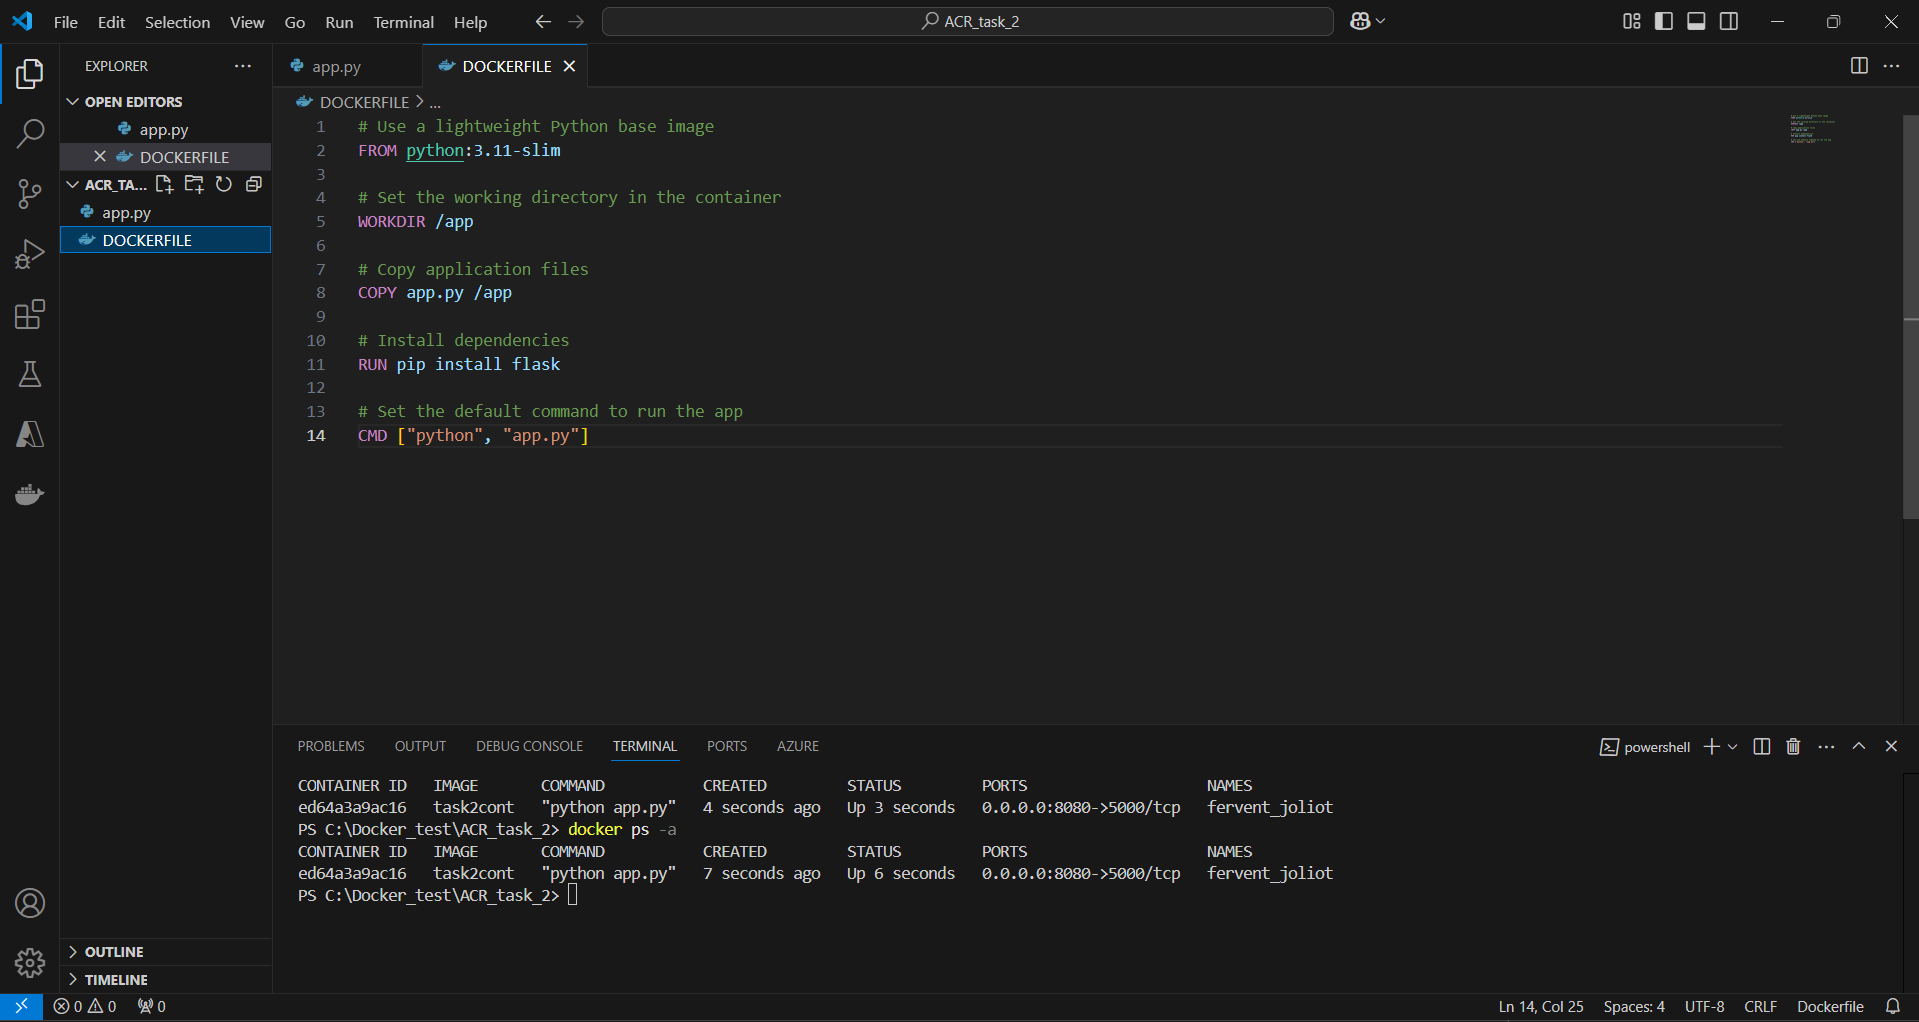 File Edit Selection View Go Run Terminal Help
ACR_task_2
EXPLORER
OPEN EDITORS
app.py
DOCKERFILE
ACR_TA...
app.py
DOCKERFILE
app.py
DOCKERFILE
DOCKERFILE > ...
1 # Use a lightweight Python base image
2 FROM python:3.11-slim
3
4 # Set the working directory in the container
5 WORKDIR /app
6
7 # Copy application files
8 COPY app.py /app
9
10 # Install dependencies
11 RUN pip install flask
12
13 # Set the default command to run the app
14 CMD ["python", "app.py"]
PROBLEMS OUTPUT DEBUG CONSOLE TERMINAL PORTS AZURE
powershell
CONTAINER ID IMAGE COMMAND CREATED STATUS PORTS NAMES
ed64a3a9ac16 task2cont "python app.py" 4 seconds ago Up 3 seconds 0.0.0.0:8080->5000/tcp fervent_joliot
PS C:\Docker_test\ACR_task_2> docker ps -a
CONTAINER ID IMAGE COMMAND CREATED STATUS PORTS NAMES
ed64a3a9ac16 task2cont "python app.py" 7 seconds ago Up 6 seconds 0.0.0.0:8080->5000/tcp fervent_joliot
PS C:\Docker_test\ACR_task_2>
OUTLINE
TIMELINE
0 0 0
Ln 14, Col 25 Spaces: 4 UTF-8 CRLF Dockerfile